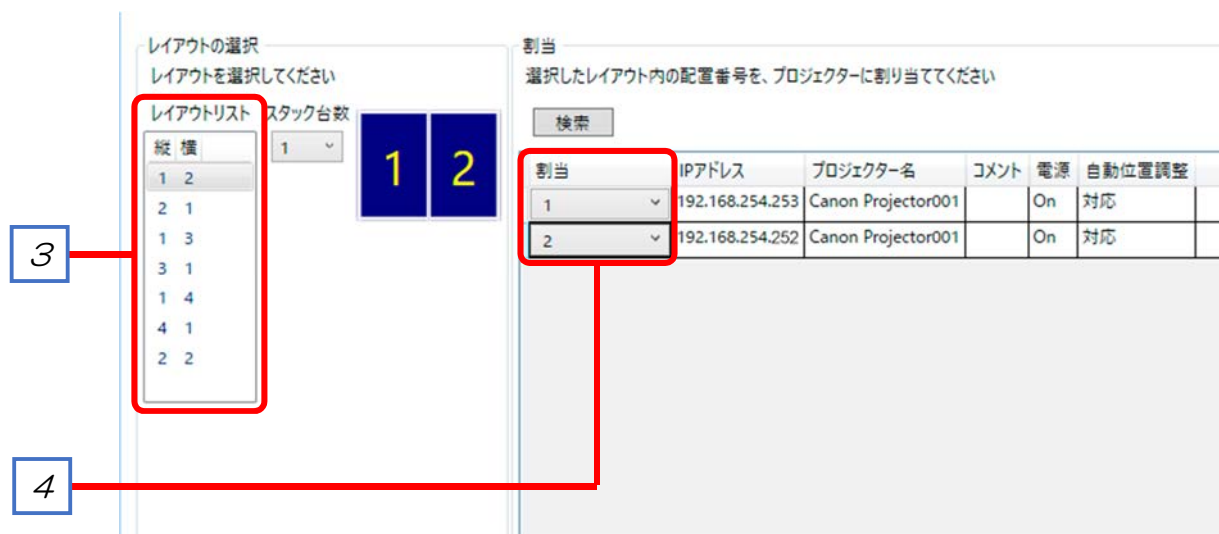 レイアウトの選択
レイアウトを選択してください
レイアウトリスト スタック台数
縦 横
1
1 2
2 1
1 3
3 1
1 4
4 1
2 2
1 2
割当
選択したレイアウト内の配置番号を、プロジェクターに割り当ててください
検索
割当 IPアドレス プロジェクター名 コメント 電源 自動位置調整
1 192.168.254.253 Canon Projector001 On 対応
2 192.168.254.252 Canon Projector001 On 対応
3
4